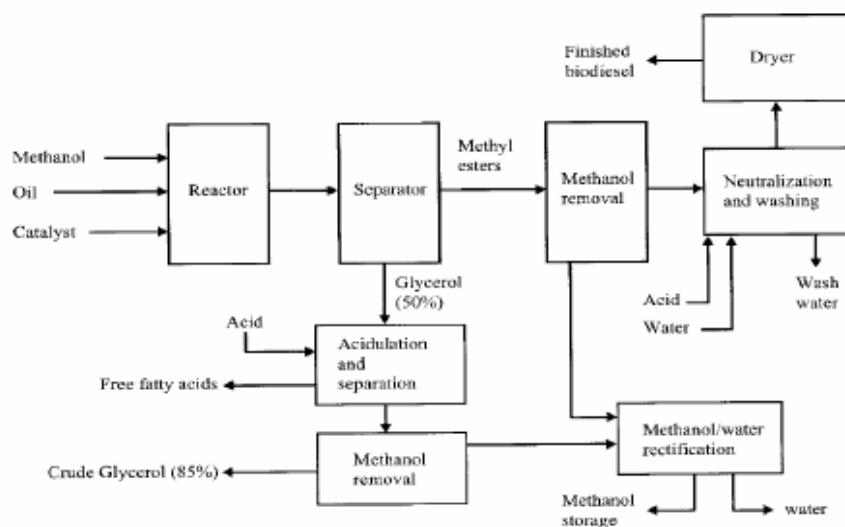 Finished
biodiesel
Dryer
Methanol
Oil
Catalyst
Reactor
Separator
Methyl
esters
Methanol
removal
Neutralization
and washing
Glycerol
(50%)
Acid
Water
Wash
water
Acid
Acidulation
and
separation
Free fatty acids
Methanol
removal
Crude Glycerol (85%)
Methanol/water
rectification
Methanol
storage
water